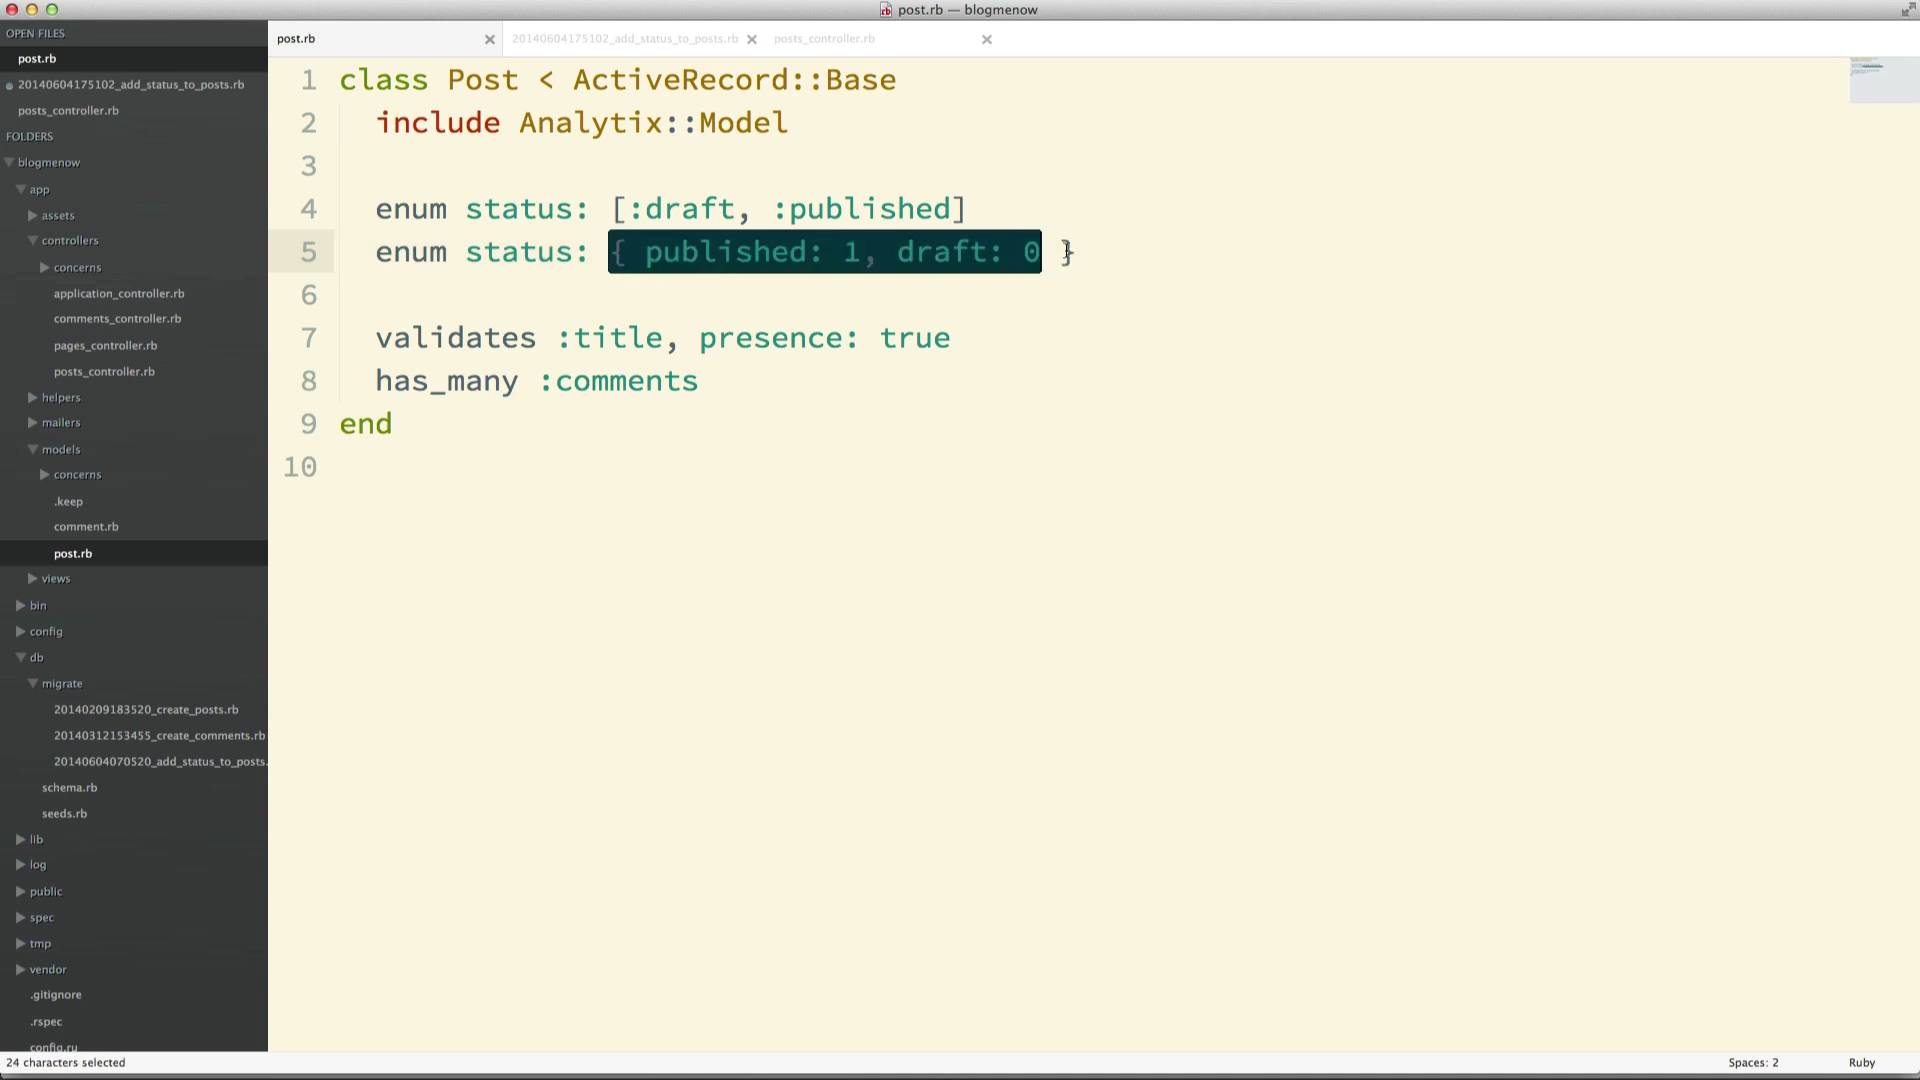 post.rb — blogmenow
OPEN FILES
post.rb
20140604175102_add_status_to_posts.rb
posts_controller.rb
FOLDERS
blogmenow
app
assets
controllers
concerns
application_controller.rb
comments_controller.rb
pages_controller.rb
posts_controller.rb
helpers
mailers
models
concerns
.keep
comment.rb
post.rb
views
bin
config
db
migrate
20140209183520_create_posts.rb
20140312153455_create_comments.rb
20140604070520_add_status_to_posts.
schema.rb
seeds.rb
lib
log
public
spec
tmp
vendor
.gitignore
.rspec
config.ru
post.rb 20140604175102_add_status_to_posts.rb posts_controller.rb
1 class Post < ActiveRecord::Base
2 include Analytix::Model
3
4 enum status: [:draft, :published]
5 enum status: { published: 1, draft: 0 }
6
7 validates :title, presence: true
8 has_many :comments
9 end
10
24 characters selected Spaces: 2 Ruby